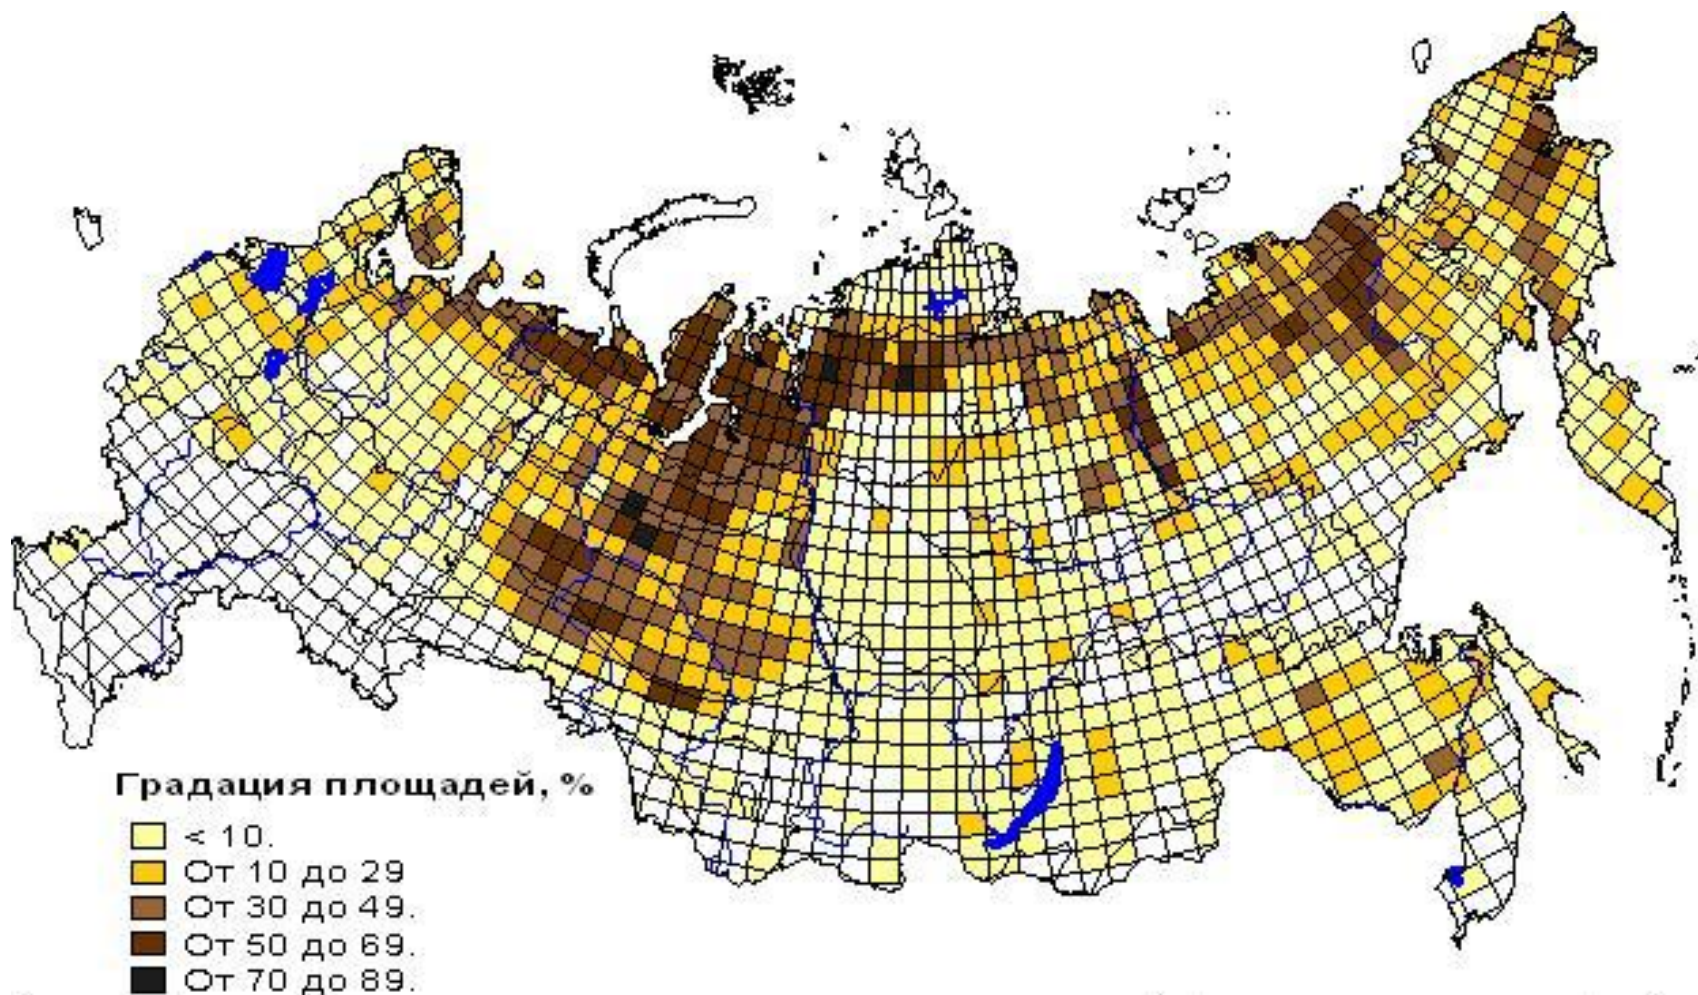 Градация площадей, %
< 10.
От 10 до 29
От 30 до 49.
От 50 до 69.
От 70 до 89.